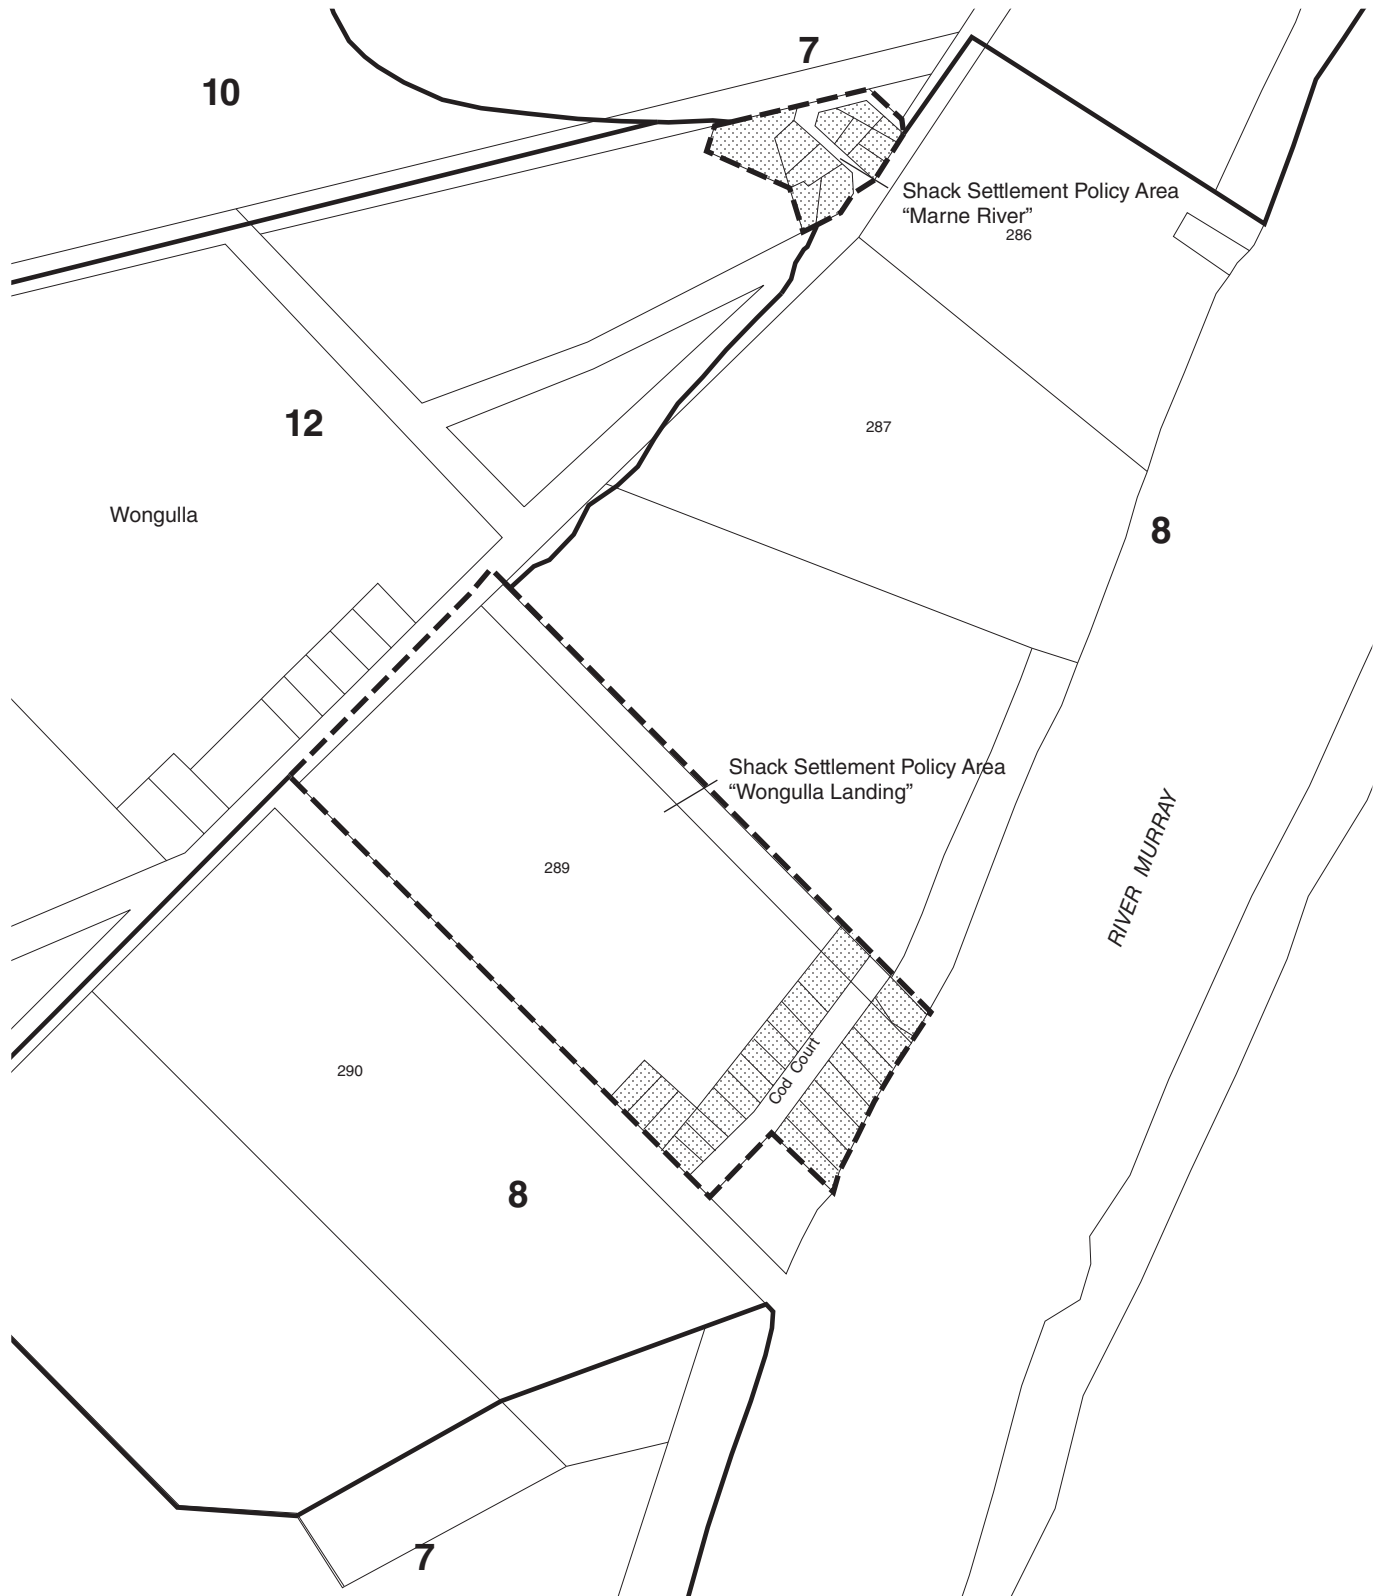 7
10
Shack Settlement Policy Area
“Marne River”
286
12
287
Wongulla
8
Shack Settlement Policy Area
“Wongulla Landing”
RIVER MURRAY
289
Cod Court
290
8
7